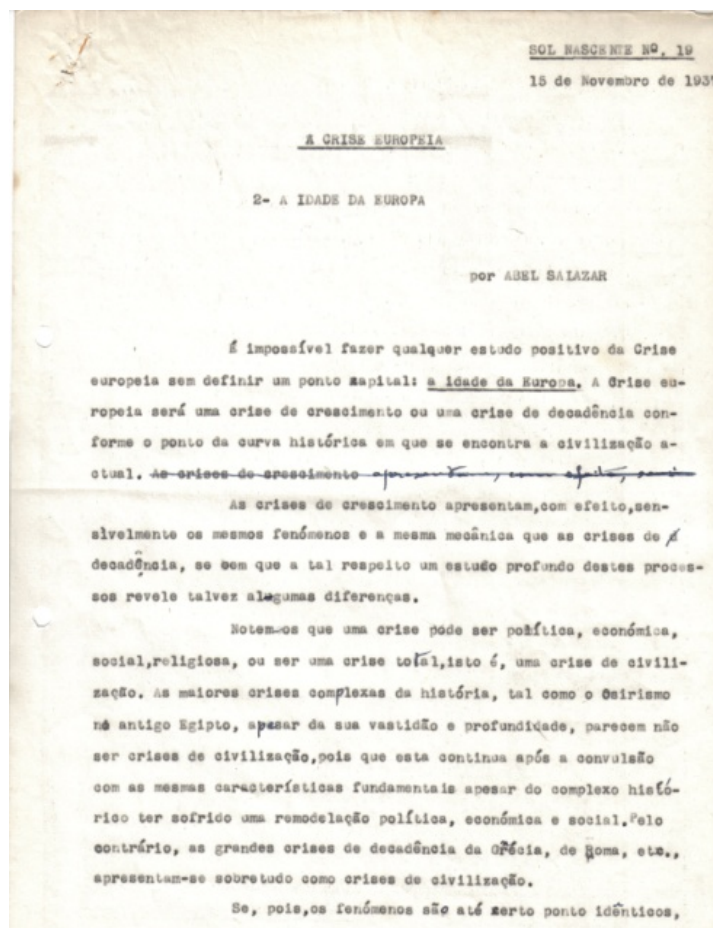 SOL NASCENTE Nº. 19
15 de Novembro de 193
A CRISE EUROPEIA
2- A IDADE DA EUROPA
por ABEL SALAZAR
É impossível fazer qualquer estudo positivo da Crise
europeia sem definir um ponto kapital: a idade da Europa. A Crise eu-
ropeia será uma crise de crescimento ou uma crise de decadência con-
forme o ponto da curva histórica em que se encontra a civilização a-
ctual. As crises de crescimento apresentam, com efeito,
As crises de crescimento apresentam,com efeito,sen-
sivelmente os mesmos fenómenos e a mesma mecânica que as crises de
decadência, se bem que a tal respeito um estudo profundo destes proces-
sos revele talvez algumas diferenças.
Notemos que uma crise pode ser política, económica,
social,religiosa, ou ser uma crise total,isto é, uma crise de civili-
zação. As maiores crises complexas da história, tal como o Osirismo
no antigo Egipto, apesar da sua vastidão e profundidade, parecem não
ser crises de civilização,pois que esta continua após a convulsão
com as mesmas características fundamentais apesar do complexo histó-
rico ter sofrido uma remodelação política, económica e social.Pelo
contrário, as grandes crises de decadência da Grécia, de Roma, etc.,
apresentam-se sobretudo como crises de civilização.
Se, pois,os fenómenos são até certo ponto idênticos,